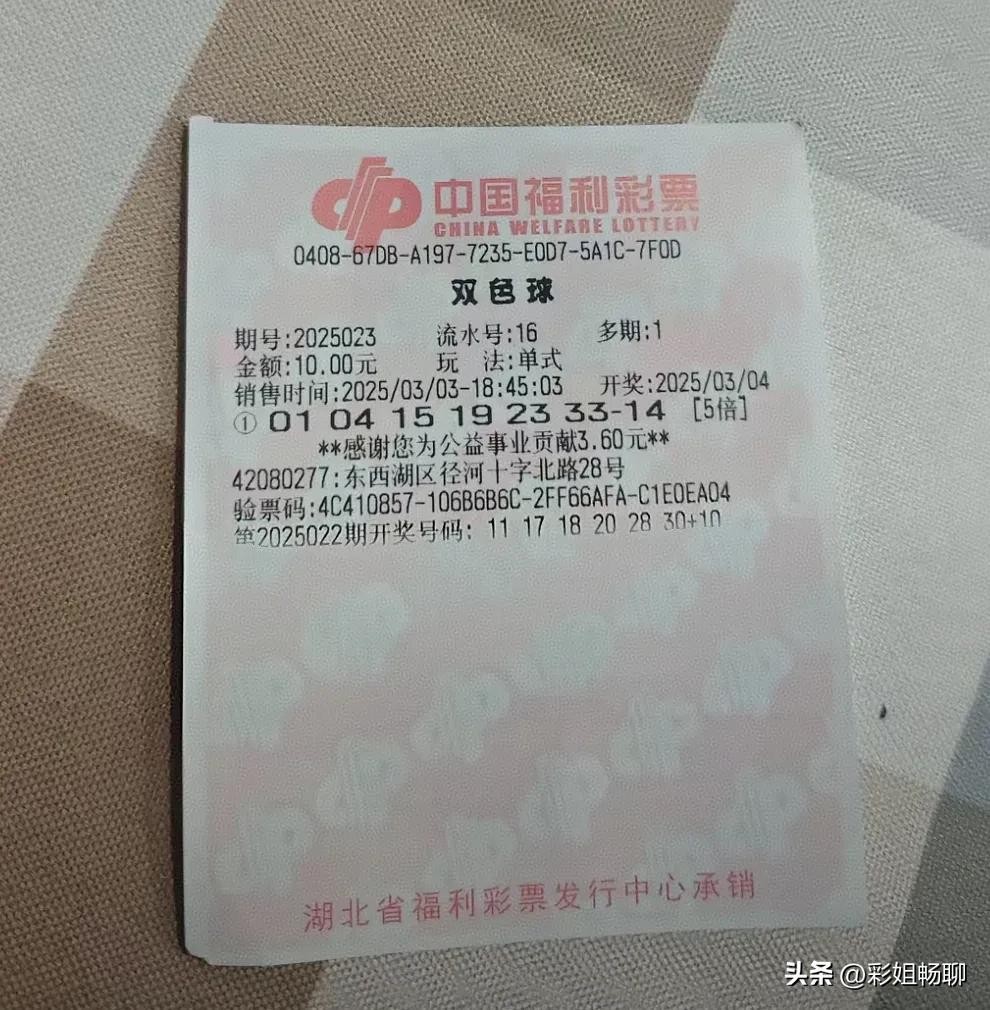 中国福利彩票
CHINA WELFARE LOTTERY
0408-67DB-A197-7235-E0D7-5A1C-7F0D
双色球
期号:2025023 流水号:16 多期:1
金额:10.00元 玩 法:单式
销售时间:2025/03/03-18:45:03 开奖:2025/03/04
① 01 04 15 19 23 33-14 [5倍]
**感谢您为公益事业贡献3.60元**
42080277:东西湖区径河十字北路28号
验票码:4C410857-106B6B6C-2FF66AFA-C1E0EA04
第2025022期开奖号码: 11 17 18 20 28 30+10
湖北省福利彩票发行中心承销
头条 @彩姐畅聊